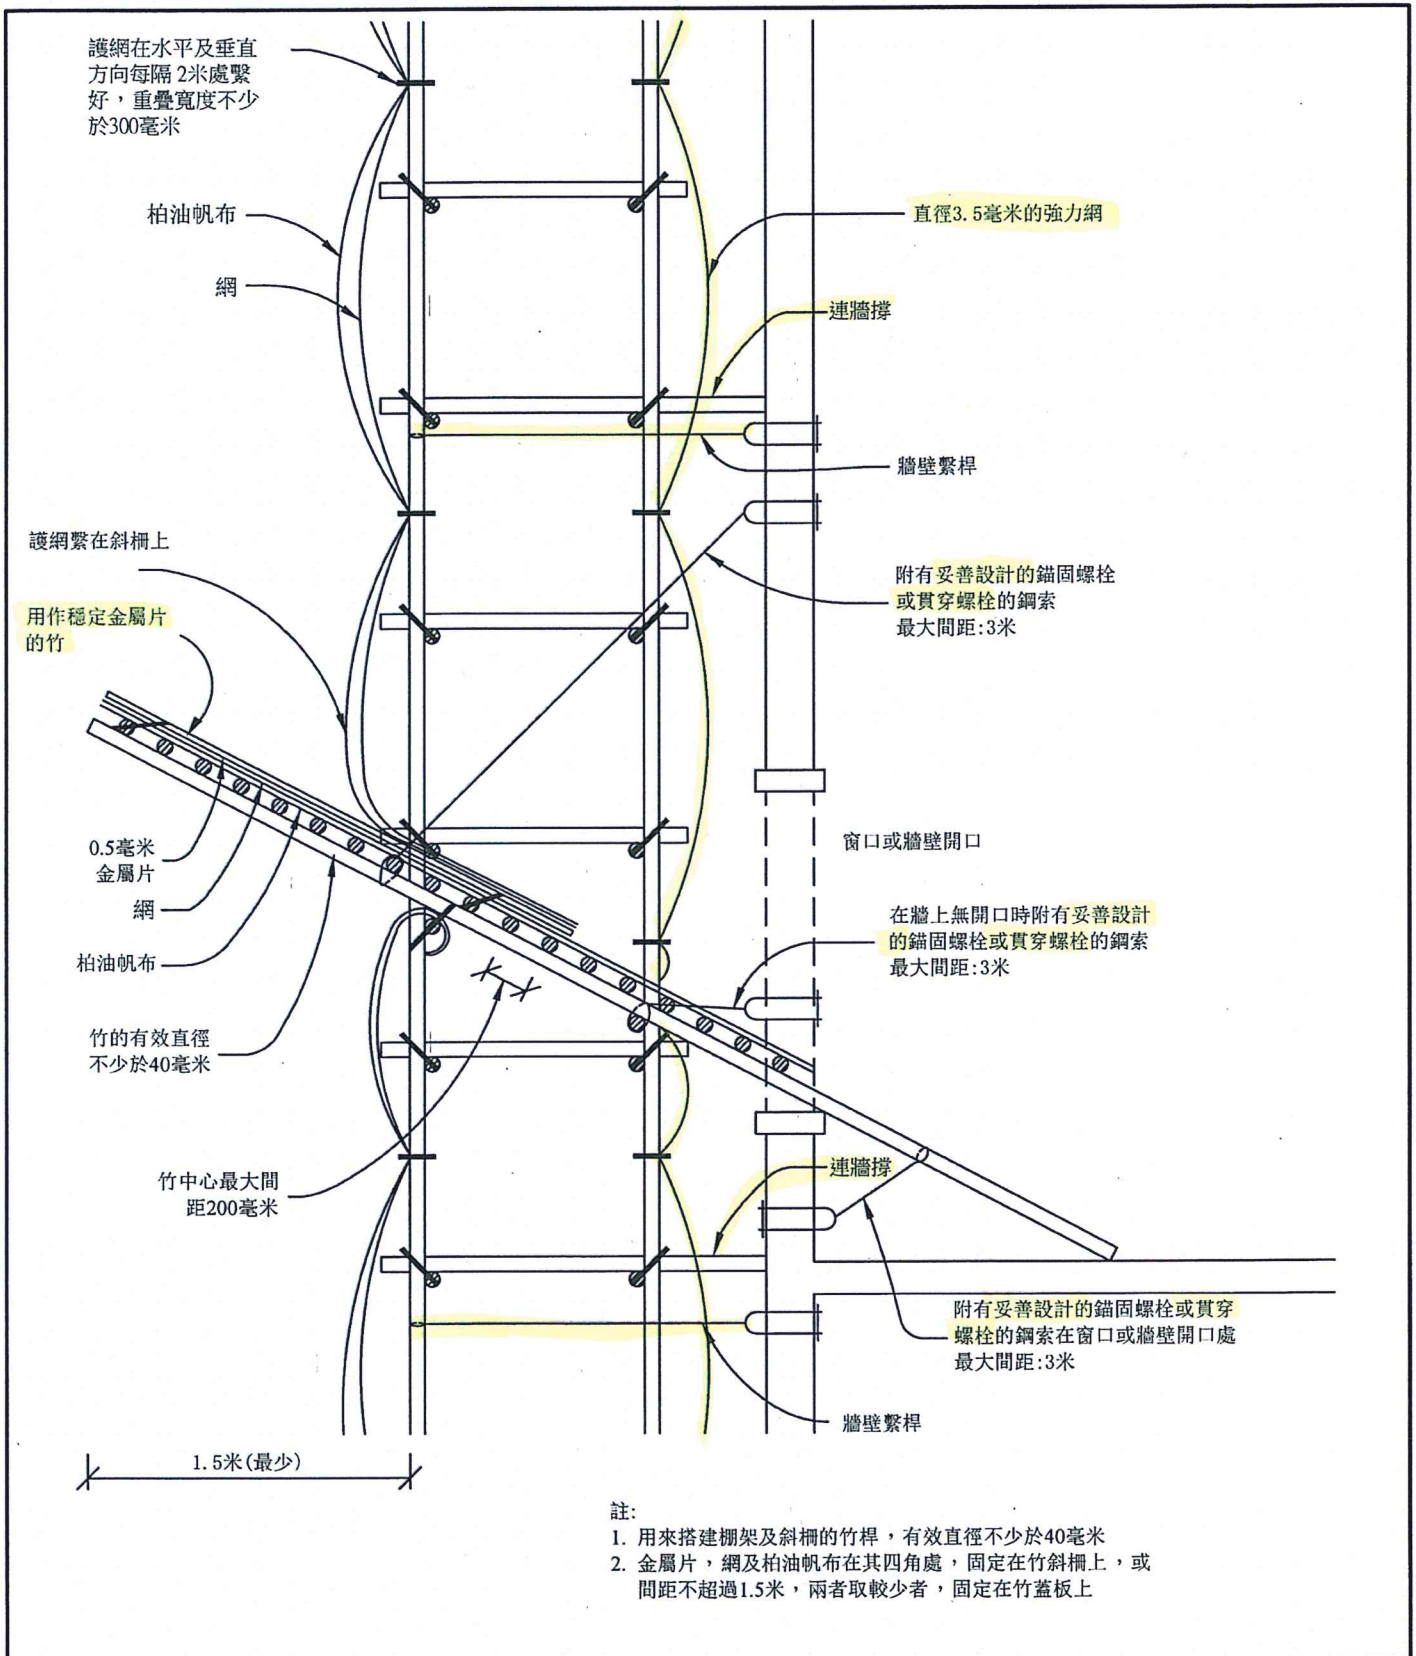 護網在水平及垂直
方向每隔 2米處繫
好，重疊寬度不少
於300毫米
柏油帆布
網
直徑3.5毫米的強力網
連牆撐
牆壁繫桿
護網繫在斜柵上
用作穩定金屬片
的竹
附有妥善設計的錨固螺栓
或貫穿螺栓的鋼索
最大間距:3米
0.5毫米
金屬片
網
柏油帆布
窗口或牆壁開口
在牆上無開口時附有妥善設計
的錨固螺栓或貫穿螺栓的鋼索
最大間距:3米
竹的有效直徑
不少於40毫米
竹中心最大間
距200毫米
連牆撐
附有妥善設計的錨固螺栓或貫穿
螺栓的鋼索在窗口或牆壁開口處
最大間距:3米
牆壁繫桿
1.5米(最少)
註:
1. 用來搭建棚架及斜柵的竹桿，有效直徑不少於40毫米
2. 金屬片，網及柏油帆布在其四角處，固定在竹斜柵上，或
間距不超過1.5米，兩者取較少者，固定在竹蓋板上